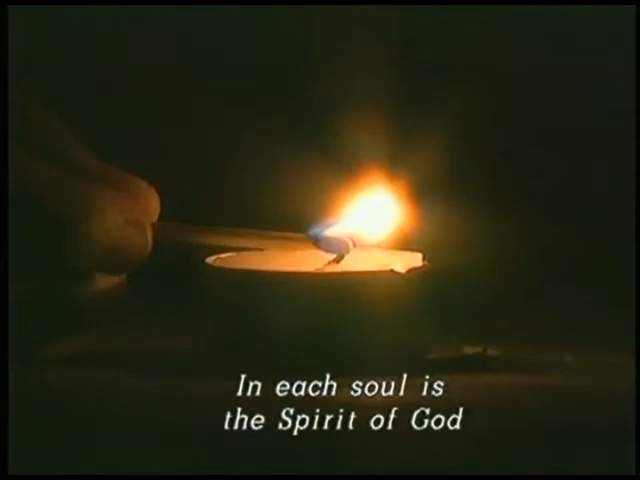 In each soul is
the Spirit of God